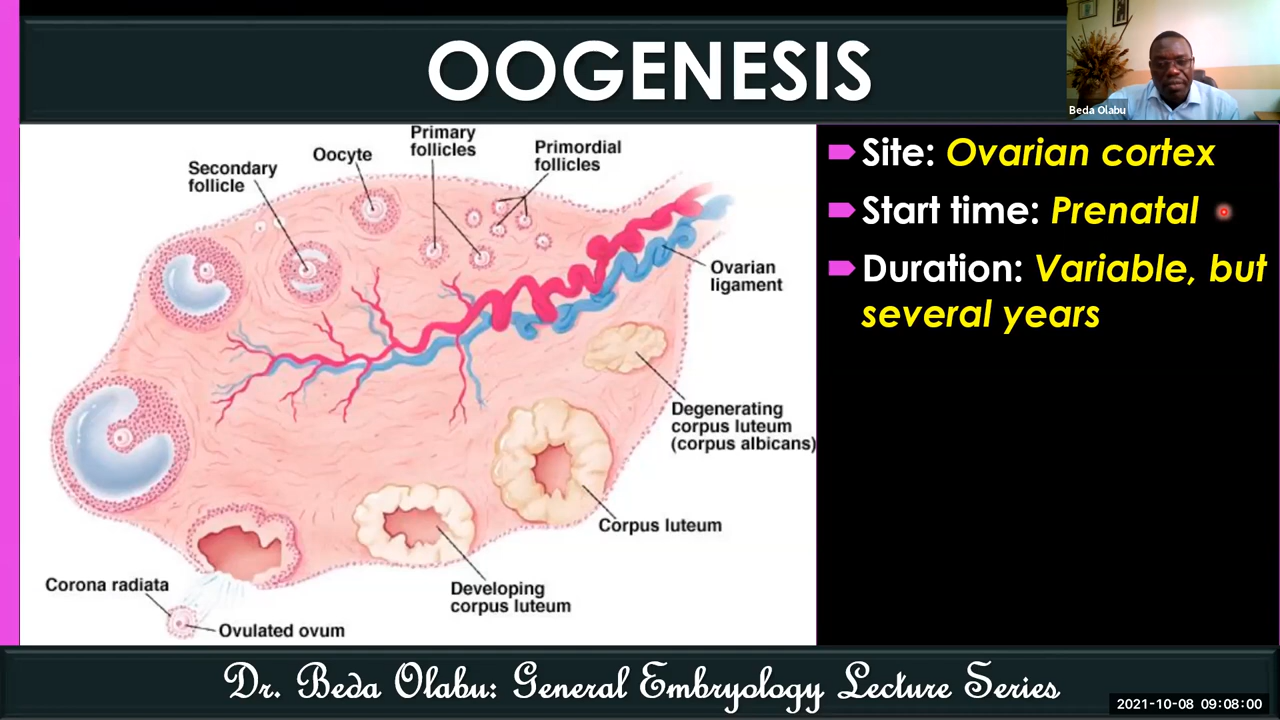 OOGENESIS
Beda Olabu
Primary
follicles
Oocyte
Primordial
follicles
Secondary
follicle
Ovarian
ligament
Degenerating
corpus luteum
(corpus albicans)
Corpus luteum
Developing
corpus luteum
Corona radiata
Ovulated ovum
Site: Ovarian cortex
Start time: Prenatal
Duration: Variable, but
several years
Dr. Beda Olabu: General Embryology Lecture Series
2021-10-08 09:08:00